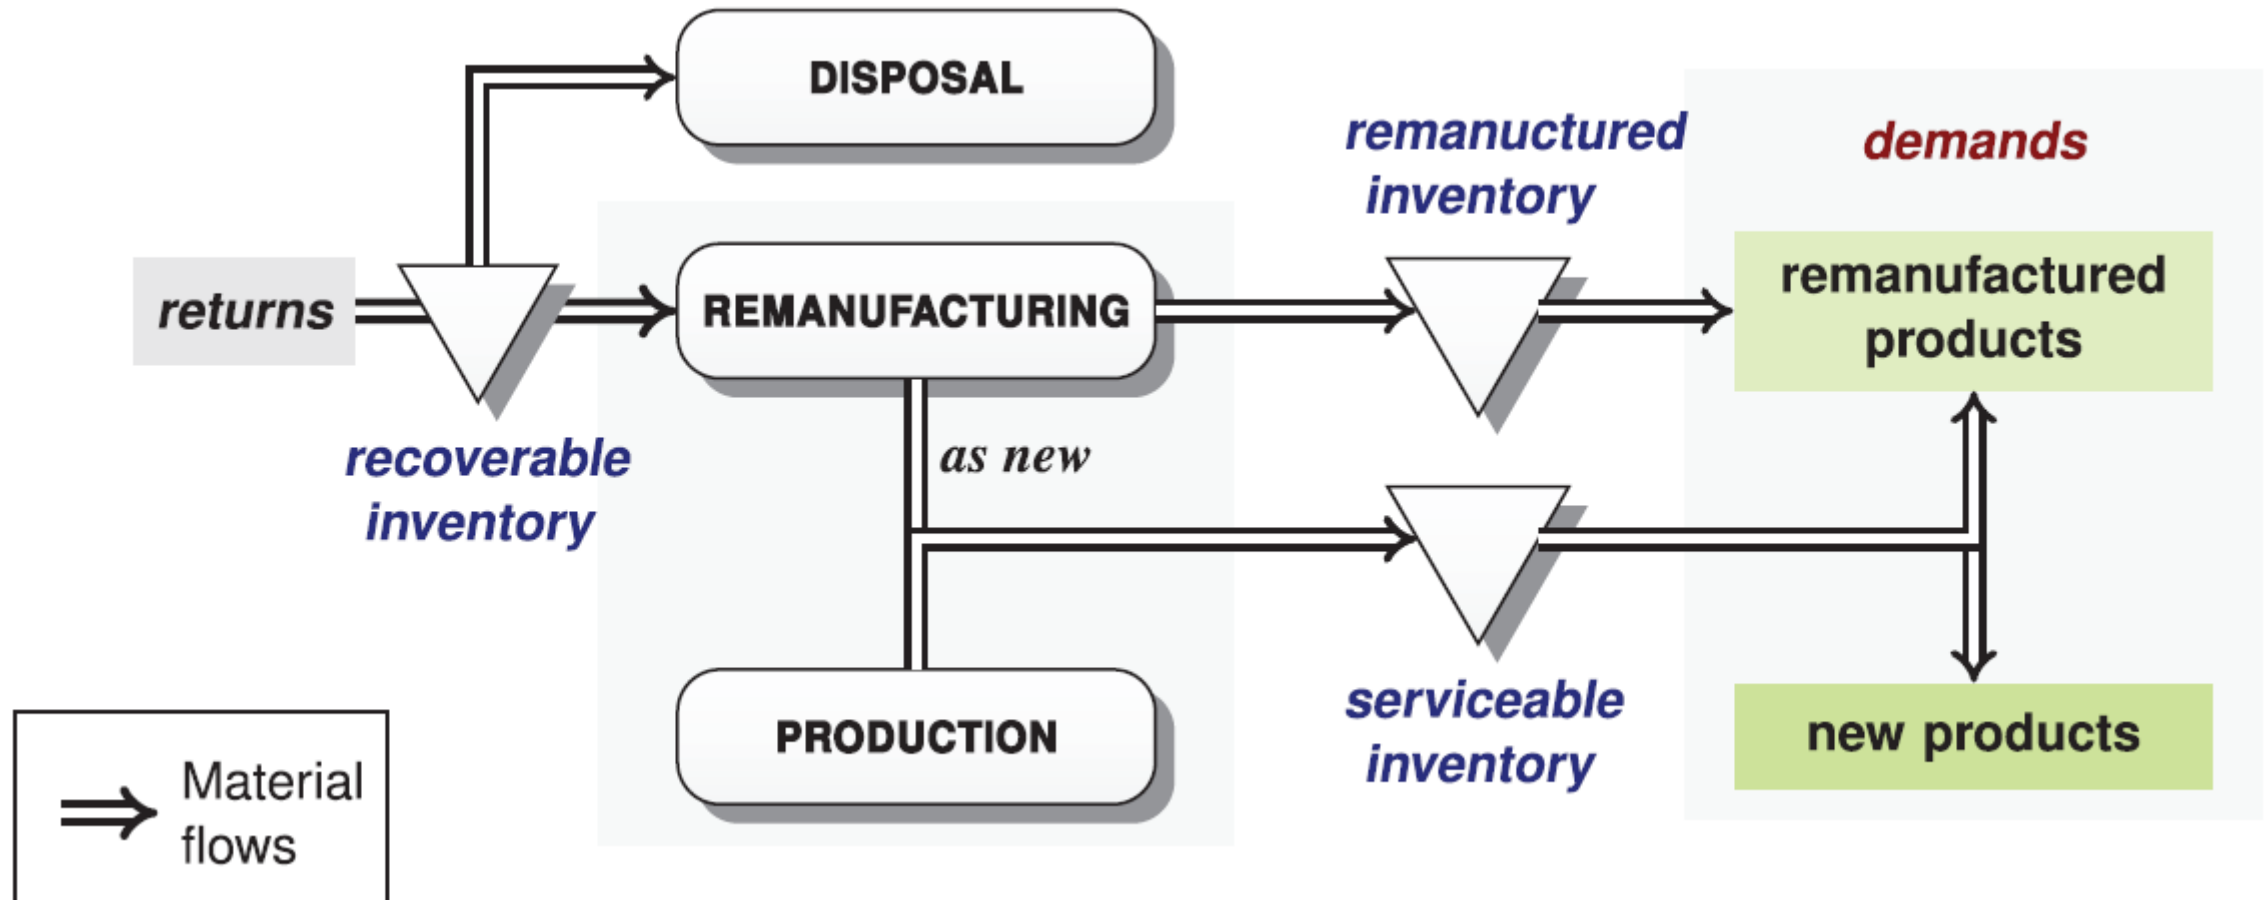 DISPOSAL
remanuctured
inventory
demands
returns
REMANUFACTURING
remanufactured
products
recoverable
inventory
as new
PRODUCTION
serviceable
inventory
new products
Material
flows